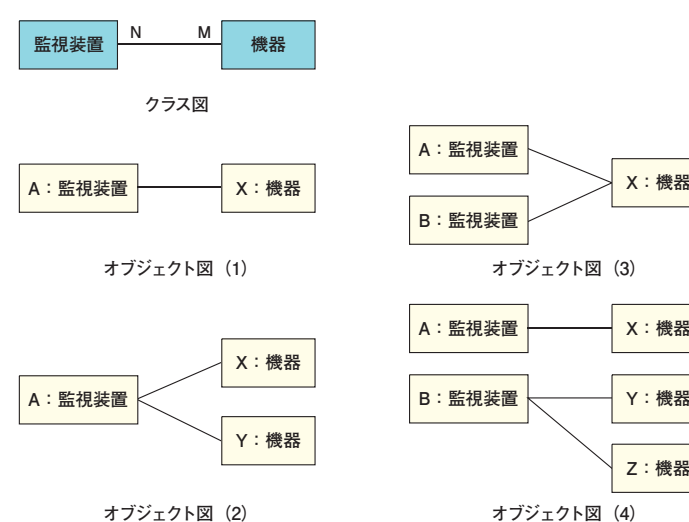 監視装置
N
M
機器
クラス図
A：監視装置
X：機器
オブジェクト図（1）
A：監視装置
X：機器
Y：機器
オブジェクト図（2）
A：監視装置
B：監視装置
X：機器
オブジェクト図（3）
A：監視装置
X：機器
B：監視装置
Y：機器
Z：機器
オブジェクト図（4）